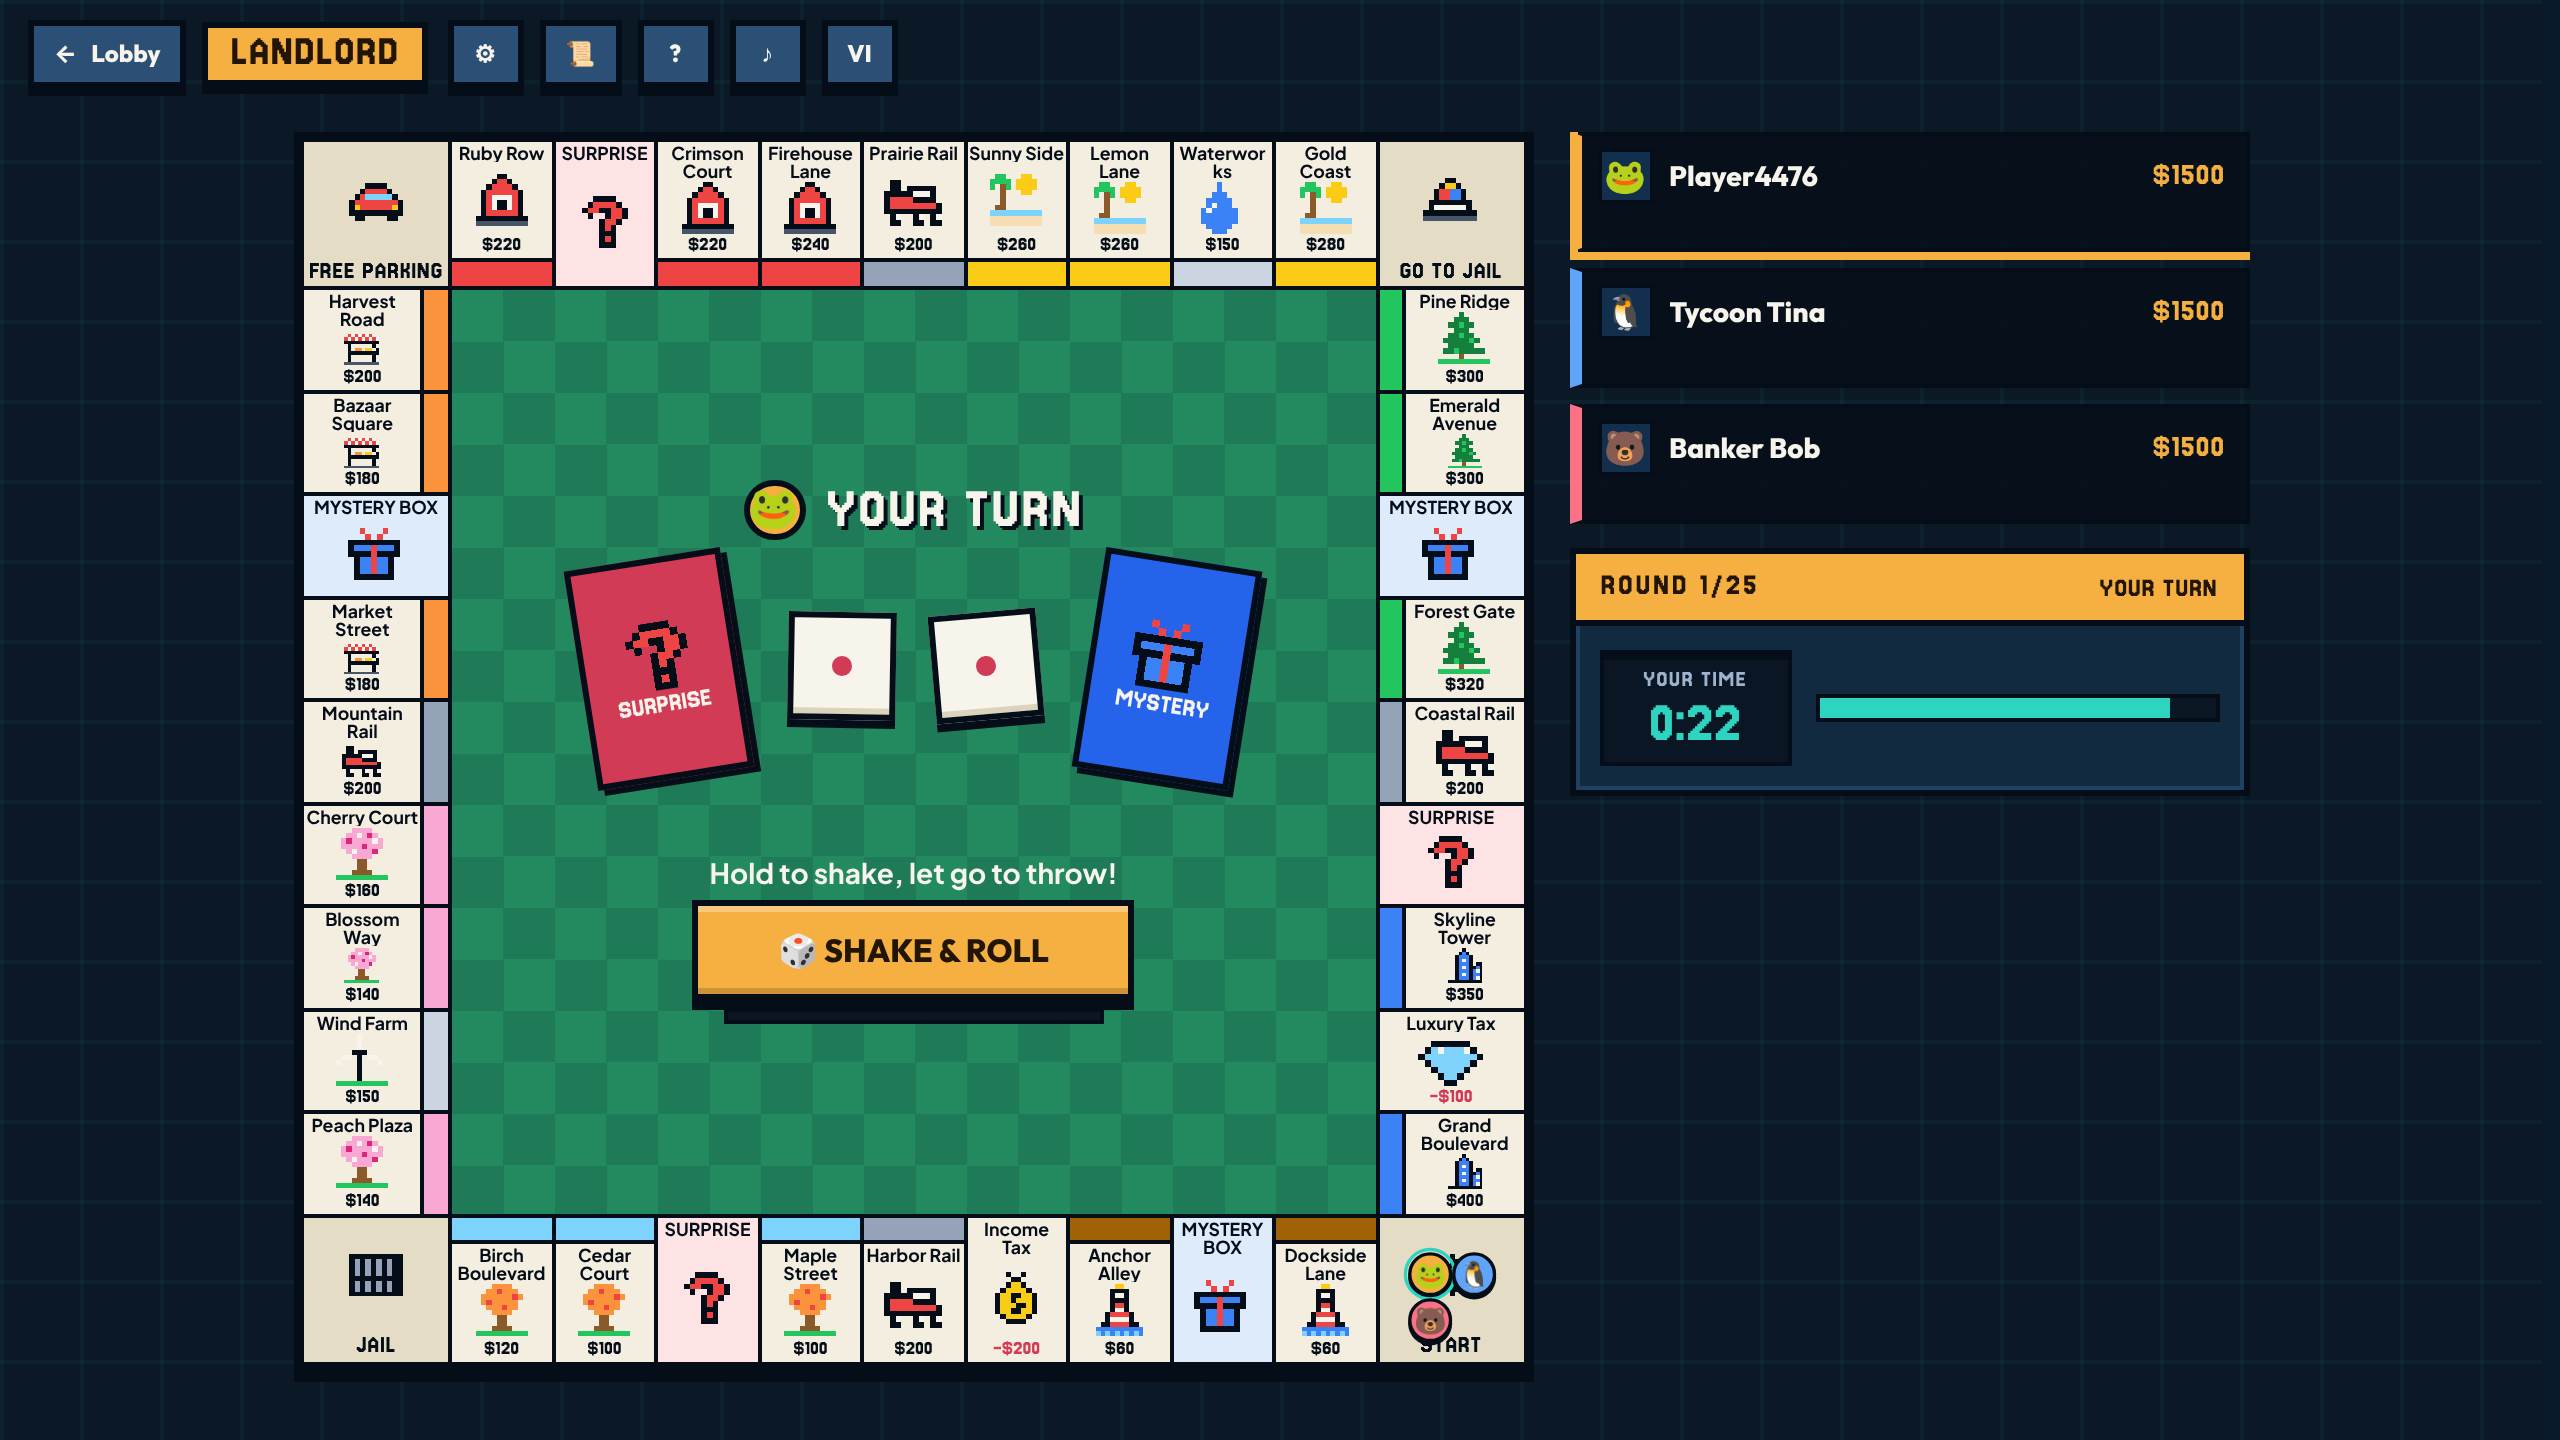 ← Lobby
LANDLORD
?
♪
VI
Ruby Row
$220
SURPRISE
Crimson
Court
$220
Firehouse
Lane
$240
Prairie Rail
$200
Sunny Side
$260
Lemon
Lane
$260
Waterwor
ks
$150
Gold
Coast
$280
FREE PARKING
GO TO JAIL
Harvest
Road
$200
Bazaar
Square
$180
MYSTERY BOX
Market
Street
$180
Mountain
Rail
$200
Cherry Court
$160
Blossom
Way
$140
Wind Farm
$150
Peach Plaza
$140
YOUR TURN
SURPRISE
MYSTERY
Hold to shake, let go to throw!
SHAKE & ROLL
Pine Ridge
$300
Emerald
Avenue
$300
MYSTERY BOX
Forest Gate
$320
Coastal Rail
$200
SURPRISE
Skyline
Tower
$350
Luxury Tax
-$100
Grand
Boulevard
$400
JAIL
Birch
Boulevard
$120
Cedar
Court
$100
SURPRISE
Maple
Street
$100
Harbor Rail
$200
Income
Tax
-$200
Anchor
Alley
$60
MYSTERY
BOX
Dockside
Lane
$60
START
Player4476
$1500
Tycoon Tina
$1500
Banker Bob
$1500
ROUND 1/25
YOUR TURN
YOUR TIME
0:22